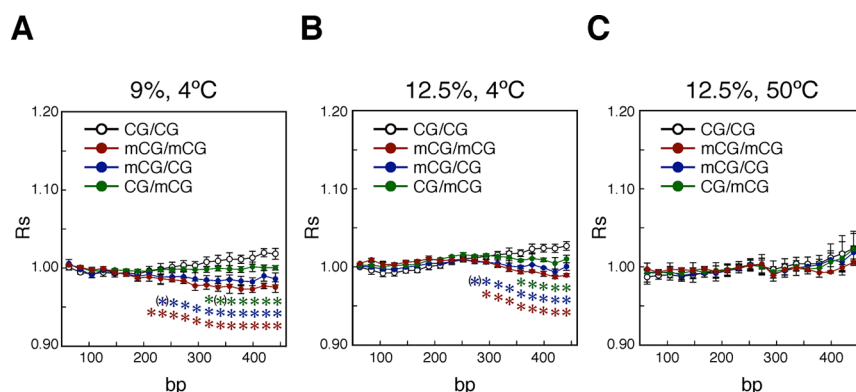 A
B
C
9%, 4ºC
12.5%, 4ºC
12.5%, 50ºC
1.20
1.10
1.00
0.90
Rs
CG/CG
mCG/mCG
mCG/CG
CG/mCG
(*)*****************
*(*)******
************
100 200 300 400
bp
1.20
1.10
1.00
0.90
Rs
CG/CG
mCG/mCG
mCG/CG
CG/mCG
100 200 300 400
bp
1.20
1.10
1.00
0.90
Rs
CG/CG
mCG/mCG
mCG/CG
CG/mCG
100 200 300 400
bp